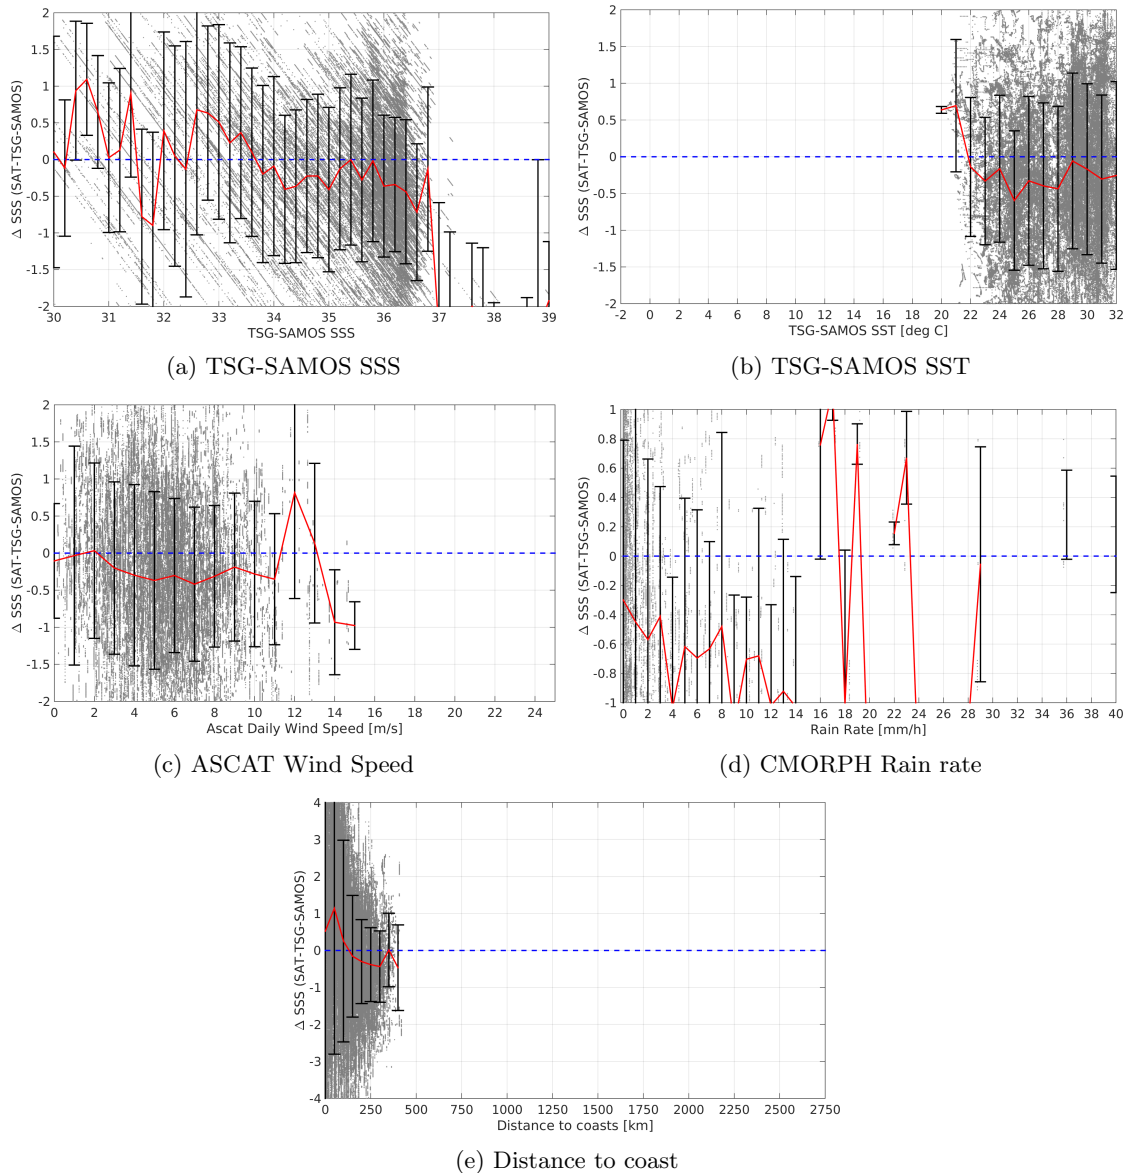 2
1.5
1
0.5
0
-0.5
-1
-1.5
-2
Δ SSS (SAT-TSG-SAMOS)
30 31 32 33 34 35 36 37 38 39
TSG-SAMOS SSS
(a) TSG-SAMOS SSS
2
1.5
1
0.5
0
-0.5
-1
-1.5
-2
Δ SSS (SAT-TSG-SAMOS)
-2 0 2 4 6 8 10 12 14 16 18 20 22 24 26 28 30 32
TSG-SAMOS SST [deg C]
(b) TSG-SAMOS SST
2
1.5
1
0.5
0
-0.5
-1
-1.5
-2
Δ SSS (SAT-TSG-SAMOS)
0 2 4 6 8 10 12 14 16 18 20 22 24
Ascat Daily Wind Speed [m/s]
(c) ASCAT Wind Speed
1
0.8
0.6
0.4
0.2
0
-0.2
-0.4
-0.6
-0.8
-1
Δ SSS (SAT-TSG-SAMOS)
0 2 4 6 8 10 12 14 16 18 20 22 24 26 28 30 32 34 36 38 40
Rain Rate [mm/h]
(d) CMORPH Rain rate
4
3
2
1
0
-1
-2
-3
-4
Δ SSS (SAT-TSG-SAMOS)
0 250 500 750 1000 1250 1500 1750 2000 2250 2500 2750
Distance to coasts [km]
(e) Distance to coast